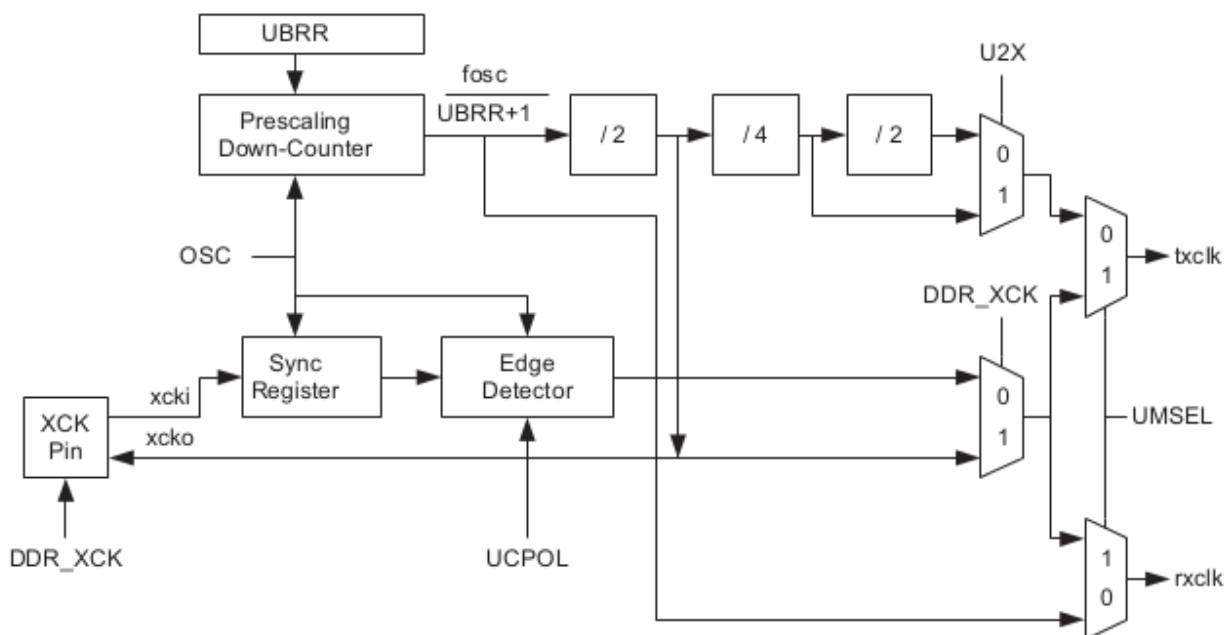 UBRR
U2X
fosc
UBRR+1
Prescaling
Down-Counter
/ 2
/ 4
/ 2
0
1
OSC
0
1
txclk
DDR_XCK
Sync
Register
Edge
Detector
xcki
0
1
UMSEL
XCK
Pin
xcko
DDR_XCK
UCPOL
1
0
rxclk